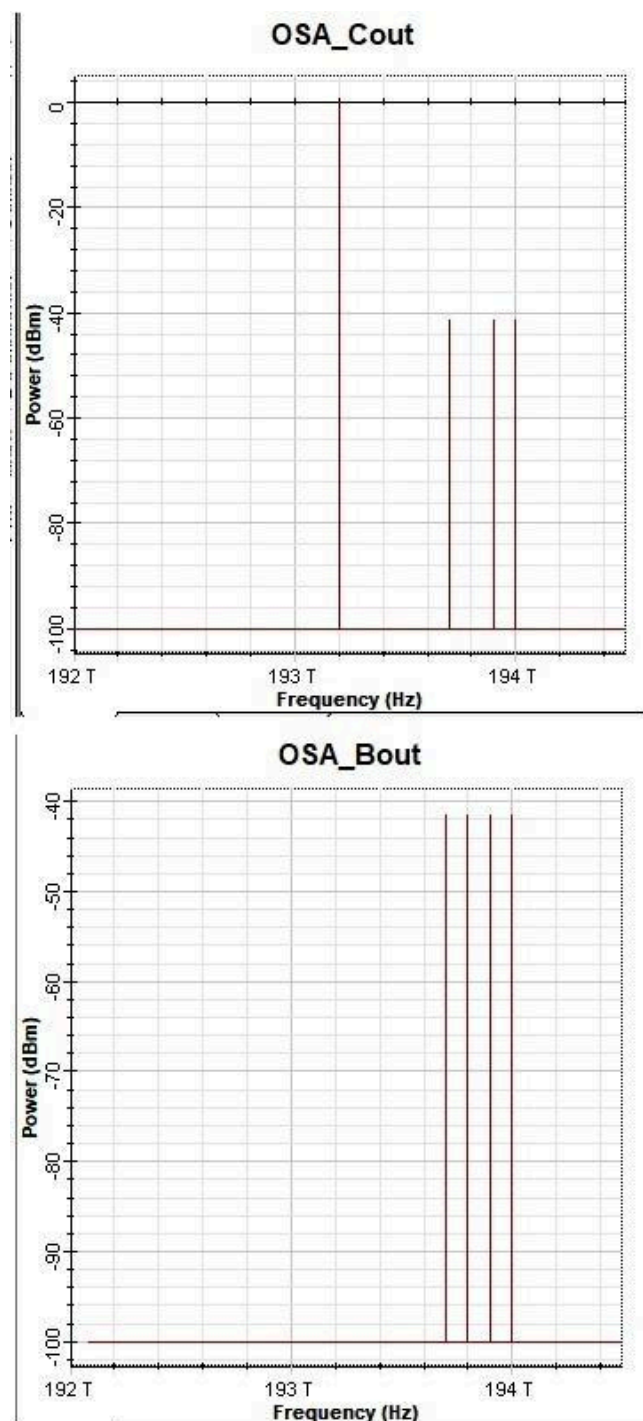 OSA_Cout
0
-20
-40
-60
-80
-100
Power (dBm)
192 T 193 T 194 T
Frequency (Hz)
OSA_Bout
-40
-50
-60
-70
-80
-90
-100
Power (dBm)
192 T 193 T 194 T
Frequency (Hz)